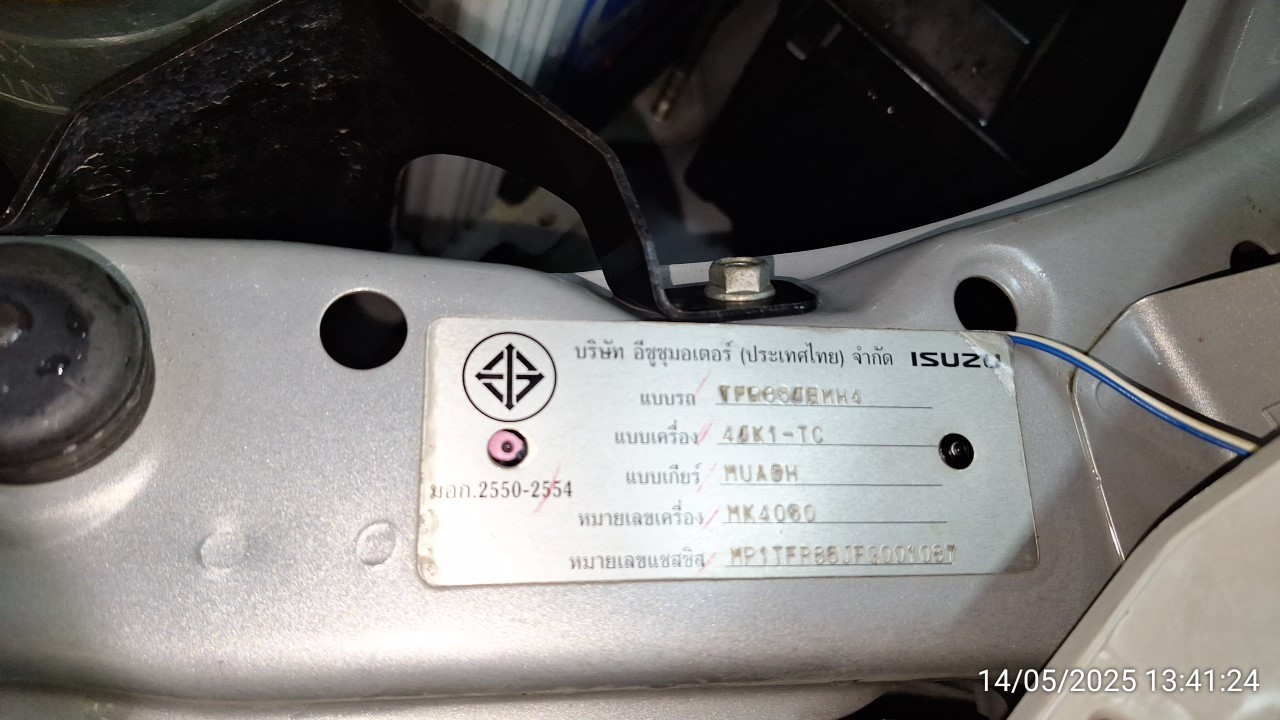 บริษัท อีซูซุมอเตอร์ (ประเทศไทย) จำกัด ISUZU
แบบรถ
แบบเครื่อง 4JK1-TC
แบบเกียร์ MUA5H
มอก.2550-2554
หมายเลขเครื่อง MK4060
หมายเลขแชสซิส
14/05/2025 13:41:24